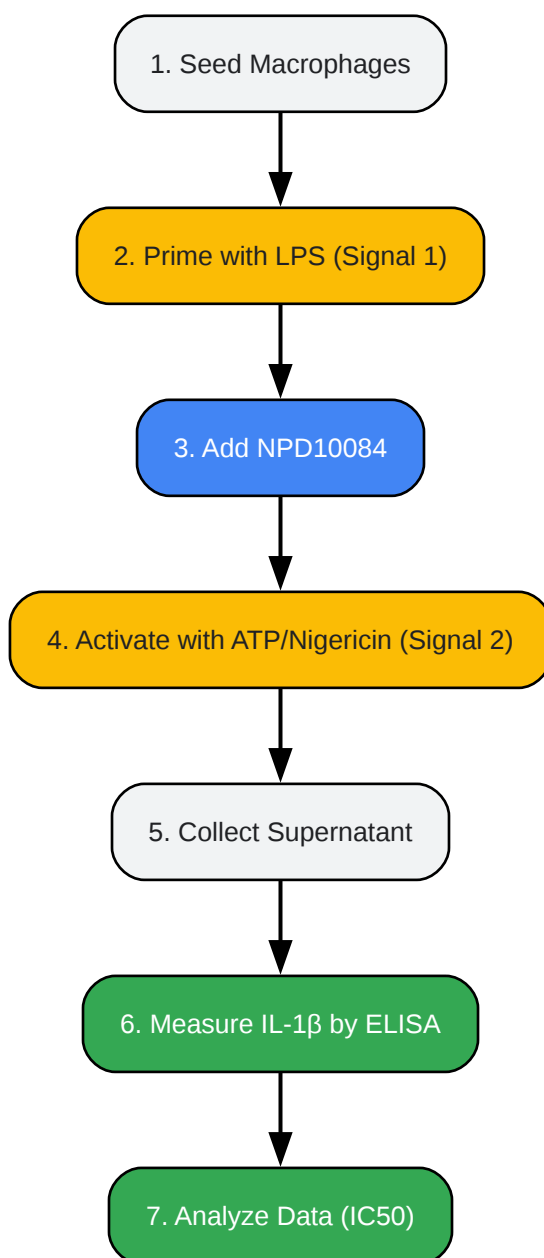 1. Seed Macrophages
2. Prime with LPS (Signal 1)
3. Add NPD10084
4. Activate with ATP/Nigericin (Signal 2)
5. Collect Supernatant
6. Measure IL-1β by ELISA
7. Analyze Data (IC50)